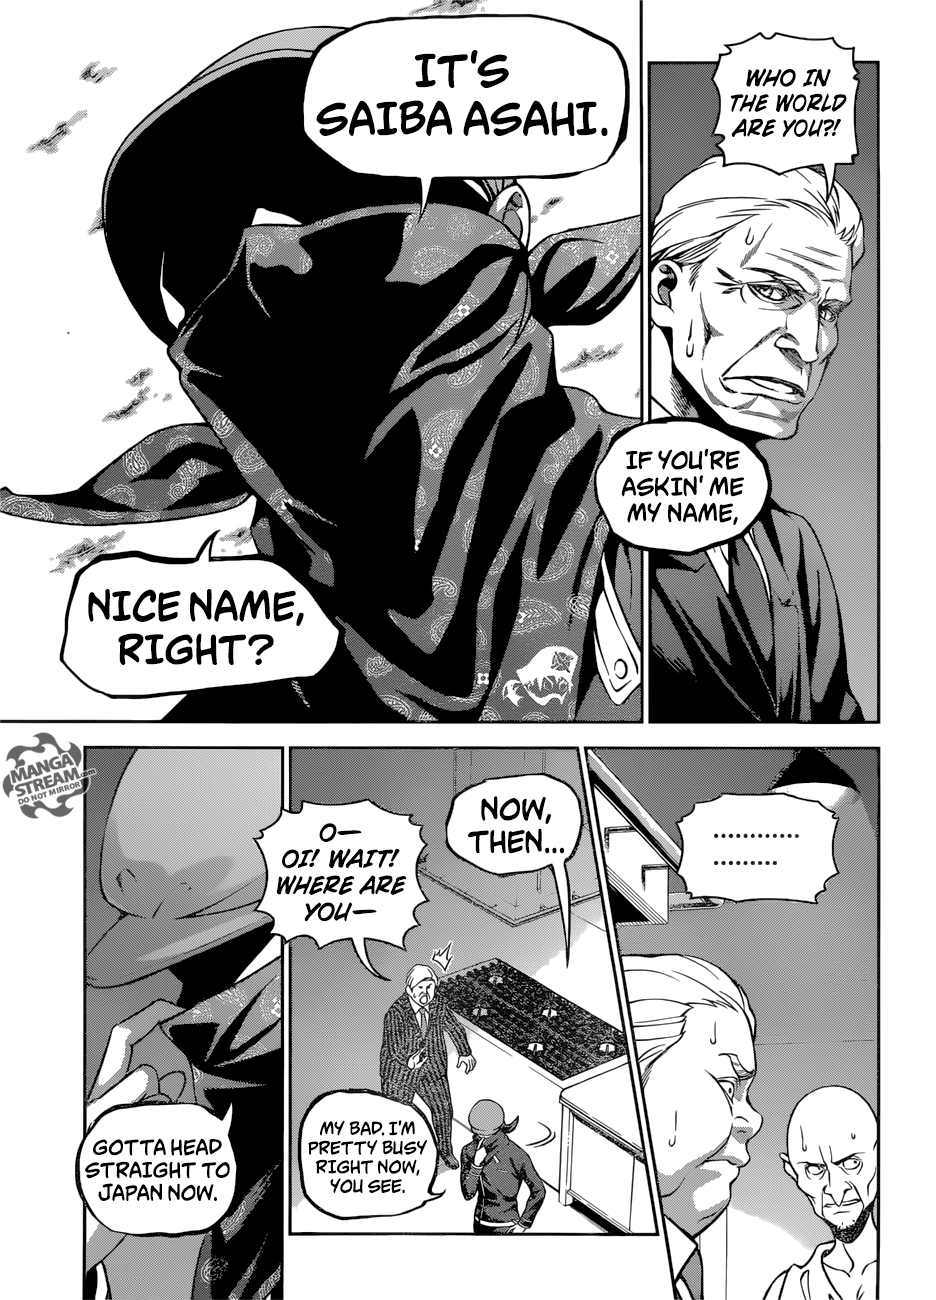 WHO IN
THE WORLD
ARE YOU?!
IF YOU'RE
ASKIN' ME
MY NAME,
IT'S
SAIBA ASAHI.
NICE NAME,
RIGHT?
.............
.........
NOW,
THEN...
O—
OI! WAIT!
WHERE ARE
YOU—
MY BAD. I'M
PRETTY BUSY
RIGHT NOW,
YOU SEE.
GOTTA HEAD
STRAIGHT TO
JAPAN NOW.
MANGA
STREAM.com
DO NOT MIRROR